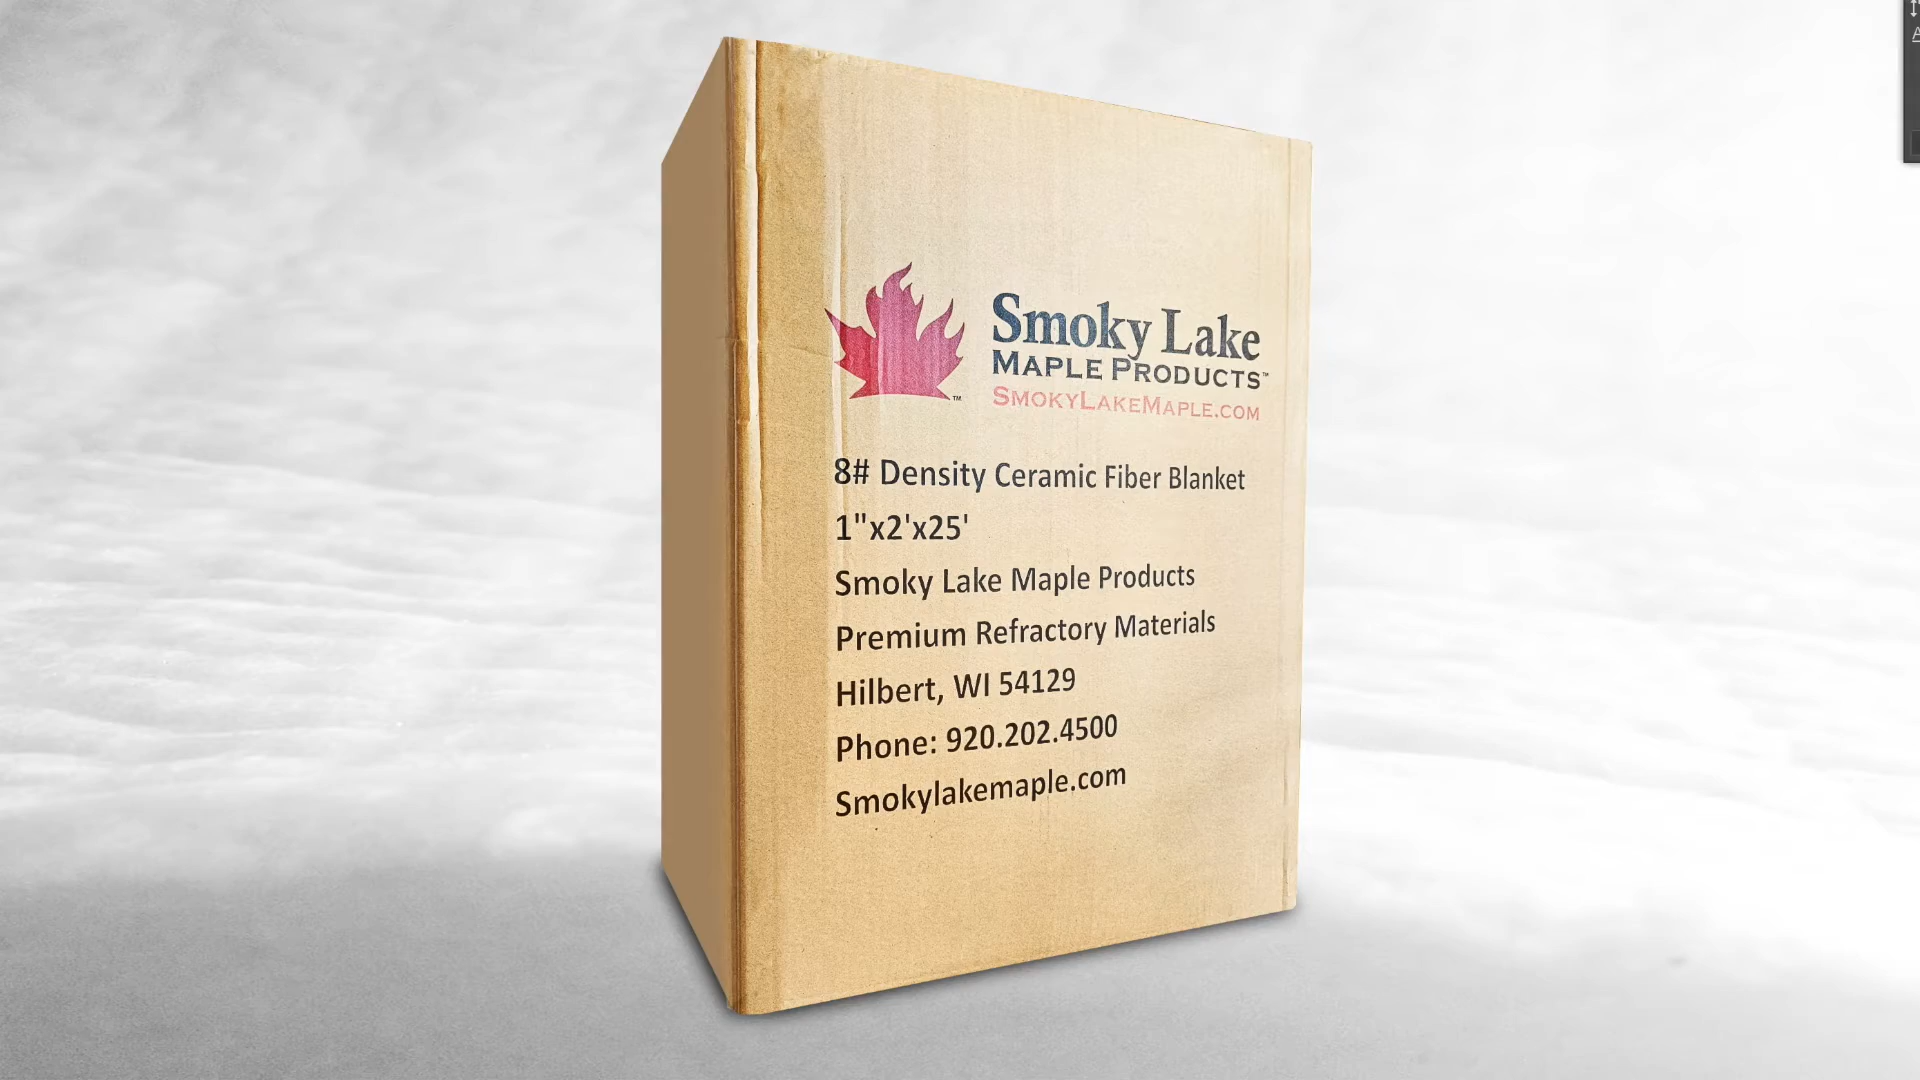 Smoky Lake
Maple Products™
SmokyLakeMaple.com
™
8# Density Ceramic Fiber Blanket
1"x2'x25'
Smoky Lake Maple Products
Premium Refractory Materials
Hilbert, WI 54129
Phone: 920.202.4500
Smokylakemaple.com